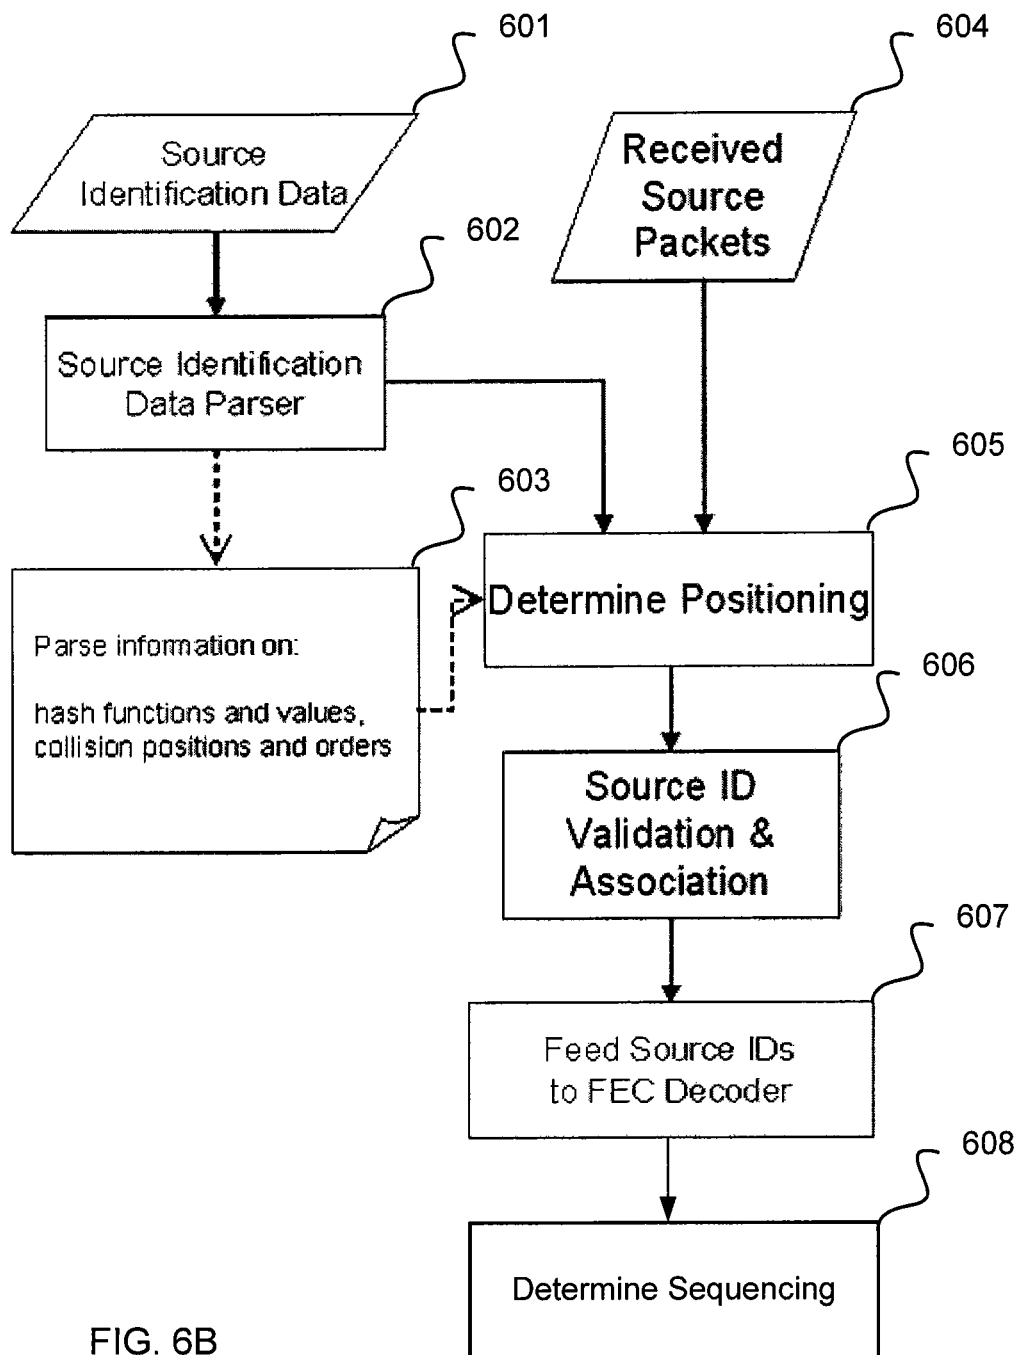 601
604
Source
Identification Data
Received
Source
Packets
602
Source Identification
Data Parser
605
603
Parse information on:
hash functions and values,
collision positions and orders
Determine Positioning
606
Source ID
Validation &
Association
607
Feed Source IDs
to FEC Decoder
608
Determine Sequencing
FIG. 6B